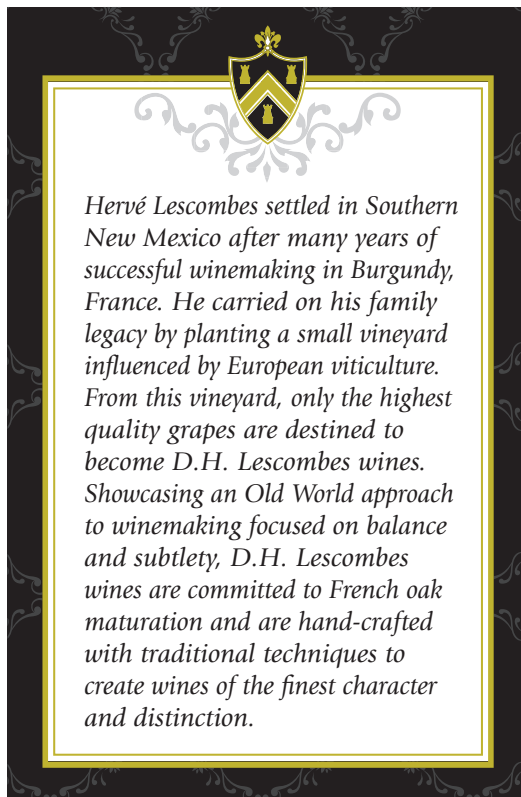 Hervé Lescombes settled in Southern
New Mexico after many years of
successful winemaking in Burgundy,
France. He carried on his family
legacy by planting a small vineyard
influenced by European viticulture.
From this vineyard, only the highest
quality grapes are destined to
become D.H. Lescombes wines.
Showcasing an Old World approach
to winemaking focused on balance
and subtlety, D.H. Lescombes
wines are committed to French oak
maturation and are hand-crafted
with traditional techniques to
create wines of the finest character
and distinction.